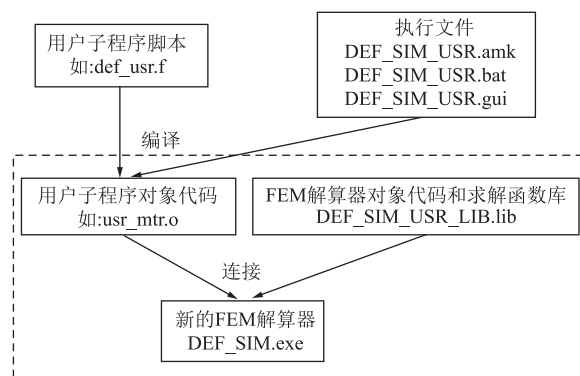 用户子程序脚本
如:def_usr.f
执行文件
DEF_SIM_USR.amk
DEF_SIM_USR.bat
DEF_SIM_USR.gui
编译
用户子程序对象代码
如:usr_mtr.o
FEM解算器对象代码和求解函数库
DEF_SIM_USR_LIB.lib
连接
新的FEM解算器
DEF_SIM.exe